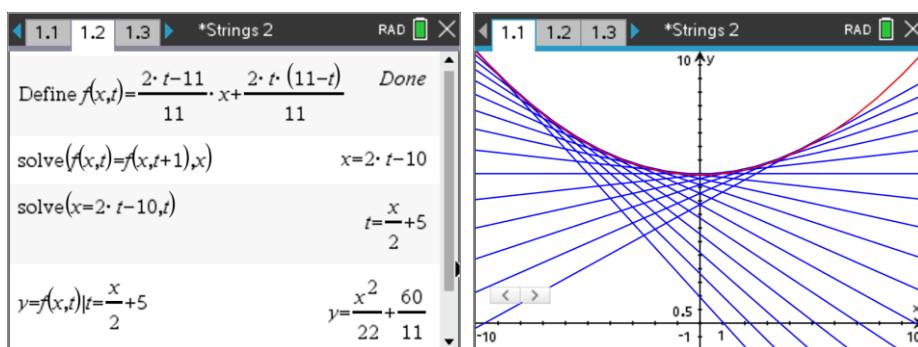 1.1 1.2 1.3 *Strings 2 RAD
Define f(x,t)=(2·t−11)/11·x+(2·t·(11−t))/11 Done
solve(f(x,t)=f(x,t+1),x) x=2·t−10
solve(x=2·t−10,t) t=x/2+5
y=f(x,t)|t=x/2+5 y=x²/22+60/11
1.1 1.2 1.3 *Strings 2 RAD
10 y
0.5 x
-10 -1 1 10